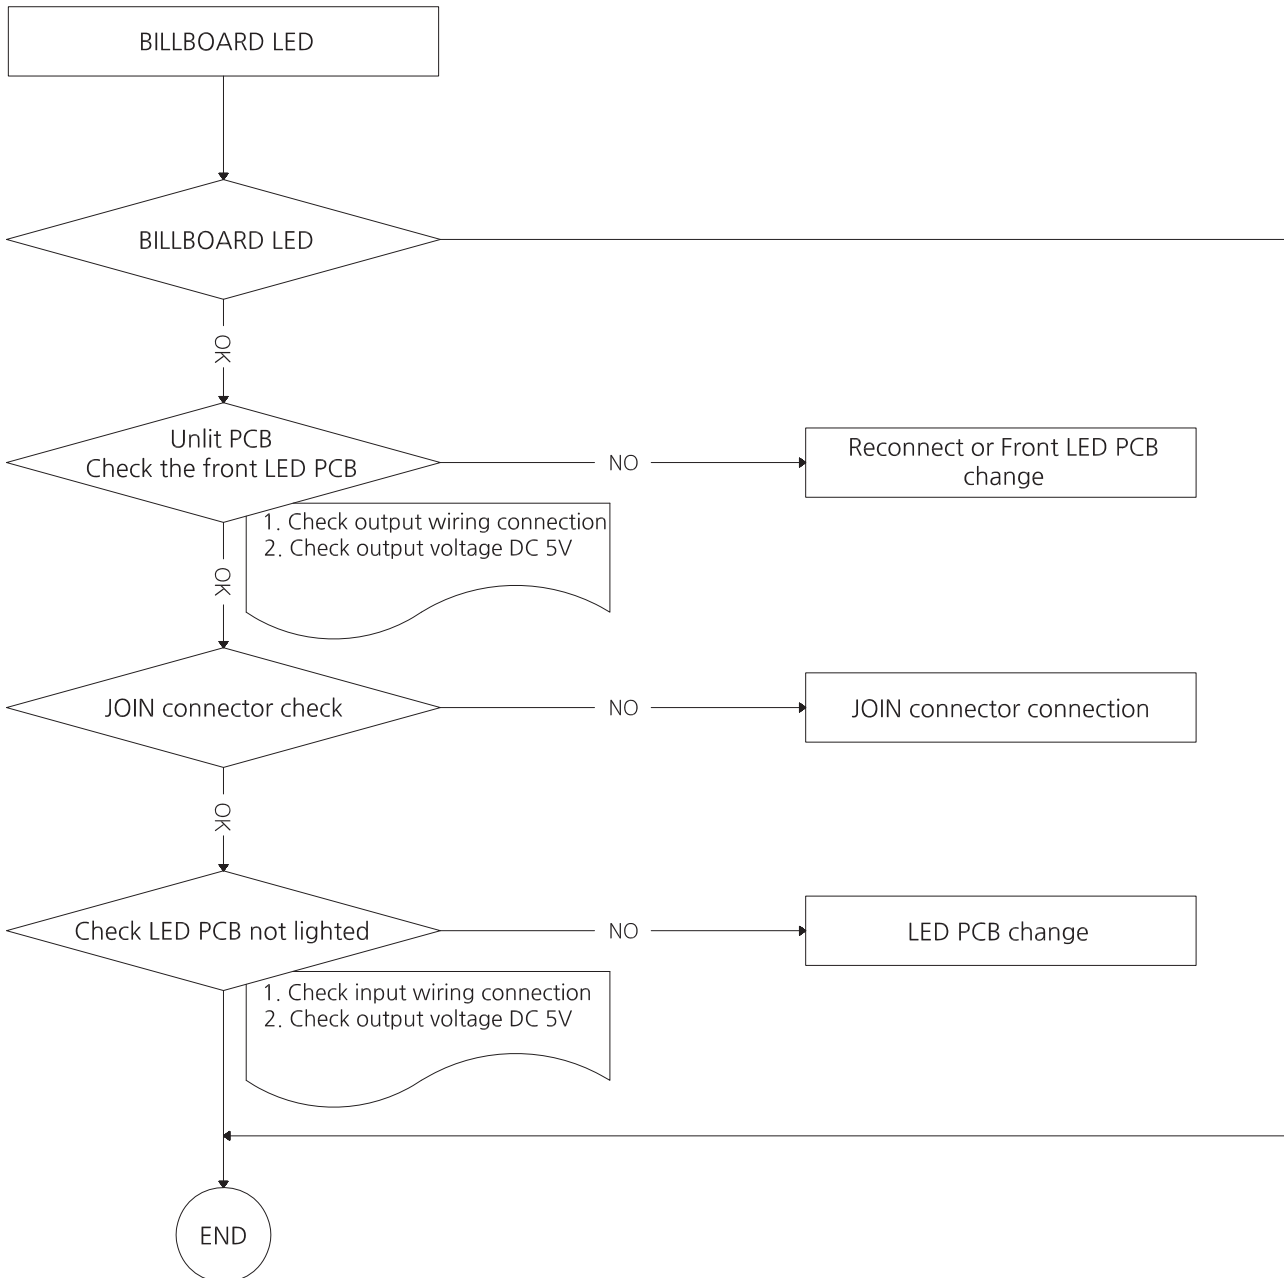 BILLBOARD LED
BILLBOARD LED
OK
Unlit PCB
Check the front LED PCB
NO
Reconnect or Front LED PCB
change
1. Check output wiring connection
2. Check output voltage DC 5V
OK
JOIN connector check
NO
JOIN connector connection
OK
Check LED PCB not lighted
NO
LED PCB change
1. Check input wiring connection
2. Check output voltage DC 5V
END